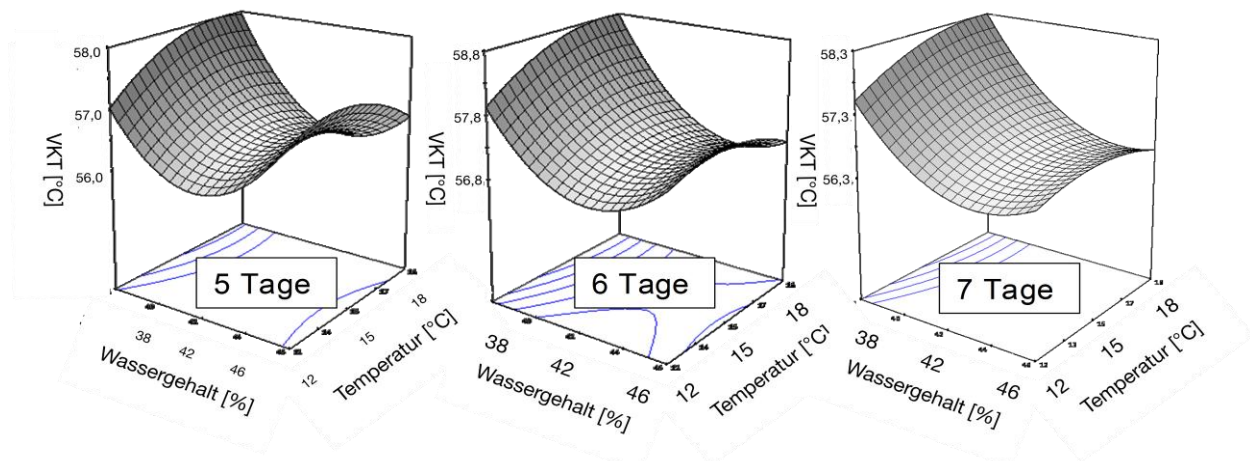 58,0
57,0
56,0
VKT [°C]
5 Tage
38
42
46
Wassergehalt [%]
12
15
18
Temperatur [°C]
58,8
57,8
56,8
VKT [°C]
6 Tage
38
42
46
Wassergehalt [%]
12
15
18
Temperatur [°C]
58,3
57,3
56,3
VKT [°C]
7 Tage
38
42
46
Wassergehalt [%]
12
15
18
Temperatur [°C]